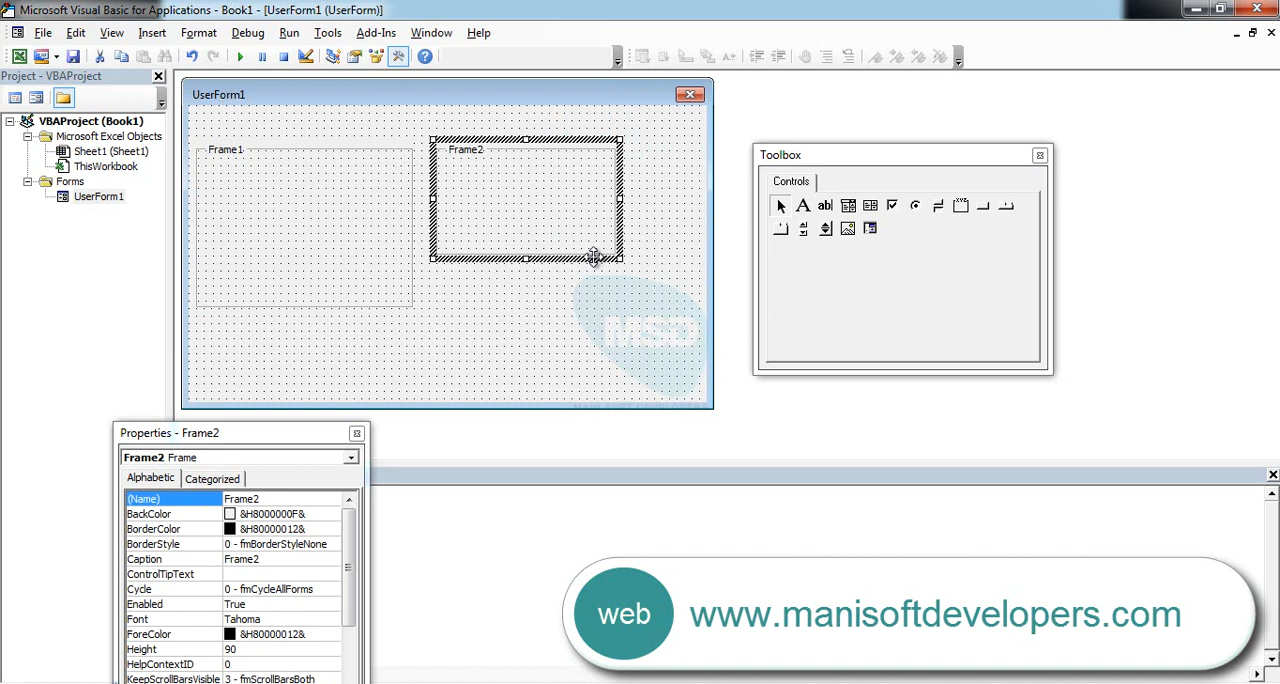 Microsoft Visual Basic for Applications - Book1 - [UserForm1 (UserForm)]
File Edit View Insert Format Debug Run Tools Add-Ins Window Help
Project - VBAProject
VBAProject (Book1)
Microsoft Excel Objects
Sheet1 (Sheet1)
ThisWorkbook
Forms
UserForm1
UserForm1
Frame1
Frame2
MSD
Toolbox
Controls
A ab| XYZ
Properties - Frame2
Frame2 Frame
Alphabetic Categorized
(Name) Frame2
BackColor &H8000000F&
BorderColor &H80000012&
BorderStyle 0 - fmBorderStyleNone
Caption Frame2
ControlTipText
Cycle 0 - fmCycleAllForms
Enabled True
Font Tahoma
ForeColor &H80000012&
Height 90
HelpContextID 0
KeepScrollBarsVisible 3 - fmScrollBarsBoth
web www.manisoftdevelopers.com